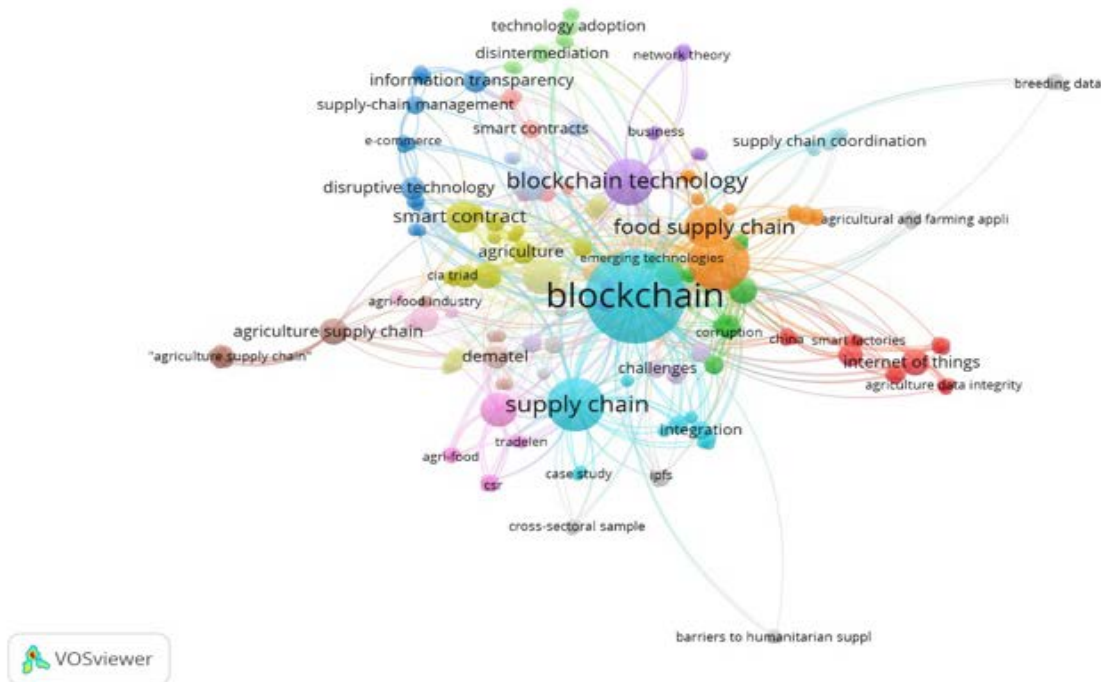 technology adoption
disintermediation
network theory
information transparency
breeding data
supply-chain management
smart contracts
business
e-commerce
supply chain coordination
blockchain technology
disruptive technology
smart contract
food supply chain
agricultural and farming appli
agriculture
emerging technologies
cia triad
blockchain
agri-food industry
agriculture supply chain
corruption
china
smart factories
"agriculture supply chain"
dematel
challenges
internet of things
agriculture data integrity
supply chain
integration
tradelen
agri-food
case study
ipfs
csr
cross-sectoral sample
barriers to humanitarian suppl
VOSviewer